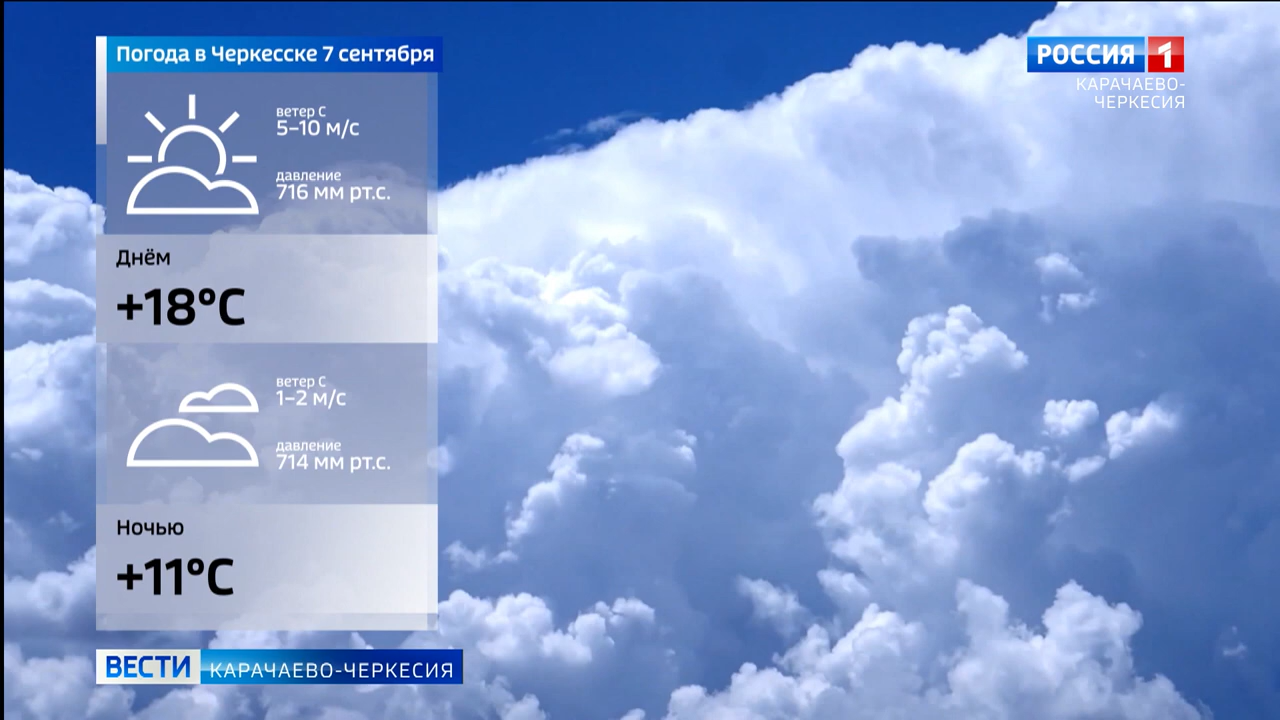 Погода в Черкесске 7 сентября
ветер С
5–10 м/с
давление
716 мм рт.с.
Днём
+18°C
ветер С
1–2 м/с
давление
714 мм рт.с.
Ночью
+11°C
РОССИЯ 1
КАРАЧАЕВО-
ЧЕРКЕСИЯ
ВЕСТИ КАРАЧАЕВО-ЧЕРКЕСИЯ